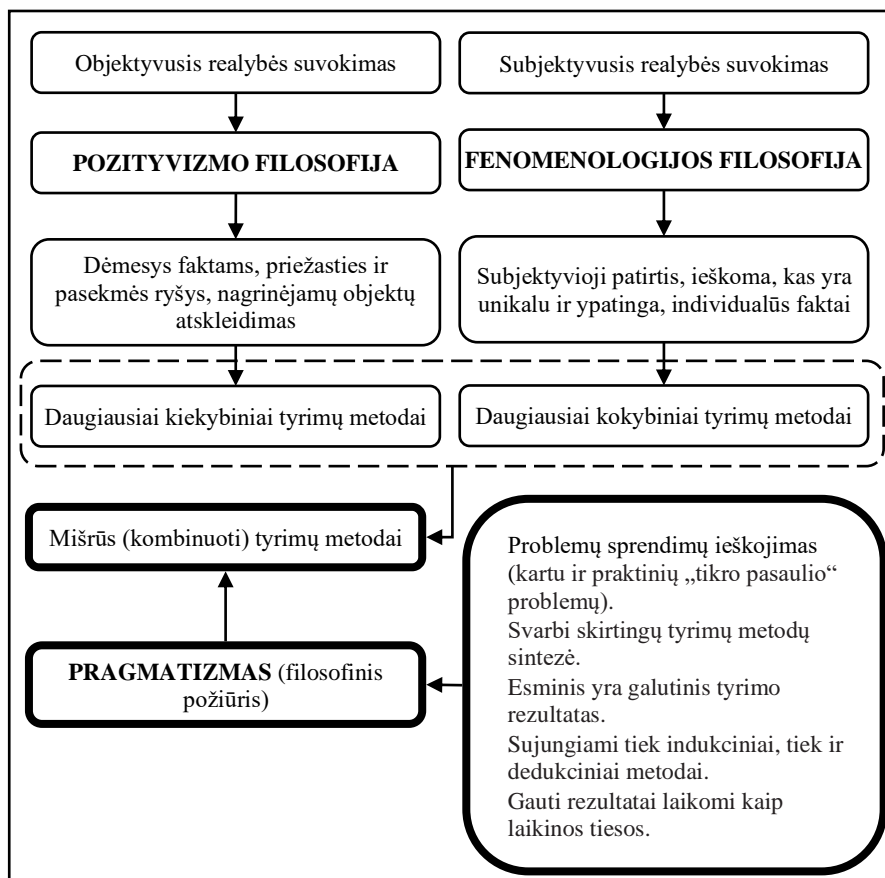 Objektyvusis realybės suvokimas
Subjektyvusis realybės suvokimas
POZITYVIZMO FILOSOFIJA
FENOMENOLOGIJOS FILOSOFIJA
Dėmesys faktams, priežasties ir
pasekmės ryšys, nagrinėjamų objektų
atskleidimas
Subjektyvioji patirtis, ieškoma, kas yra
unikalu ir ypatinga, individualūs faktai
Daugiausiai kiekybiniai tyrimų metodai
Daugiausiai kokybiniai tyrimų metodai
Mišrūs (kombinuoti) tyrimų metodai
PRAGMATIZMAS (filosofinis
požiūris)
Problemų sprendimų ieškojimas
(kartu ir praktinių „tikro pasaulio“
problemų).
Svarbi skirtingų tyrimų metodų
sintezė.
Esminis yra galutinis tyrimo
rezultatas.
Sujungiami tiek indukciniai, tiek ir
dedukciniai metodai.
Gauti rezultatai laikomi kaip
laikinos tiesos.